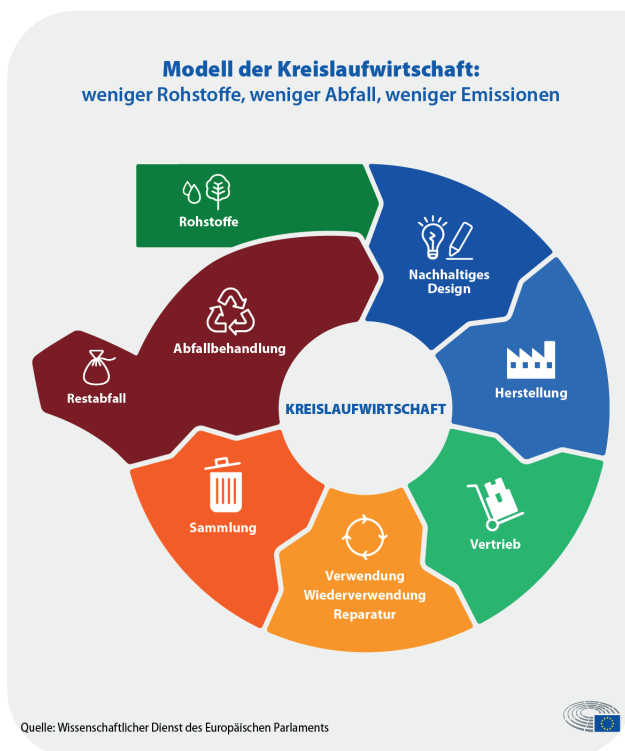 Modell der Kreislaufwirtschaft:
weniger Rohstoffe, weniger Abfall, weniger Emissionen
Rohstoffe
Nachhaltiges
Design
Herstellung
Vertrieb
Verwendung
Wiederverwendung
Reparatur
Sammlung
Abfallbehandlung
Restabfall
KREISLAUFWIRTSCHAFT
Quelle: Wissenschaftlicher Dienst des Europäischen Parlaments